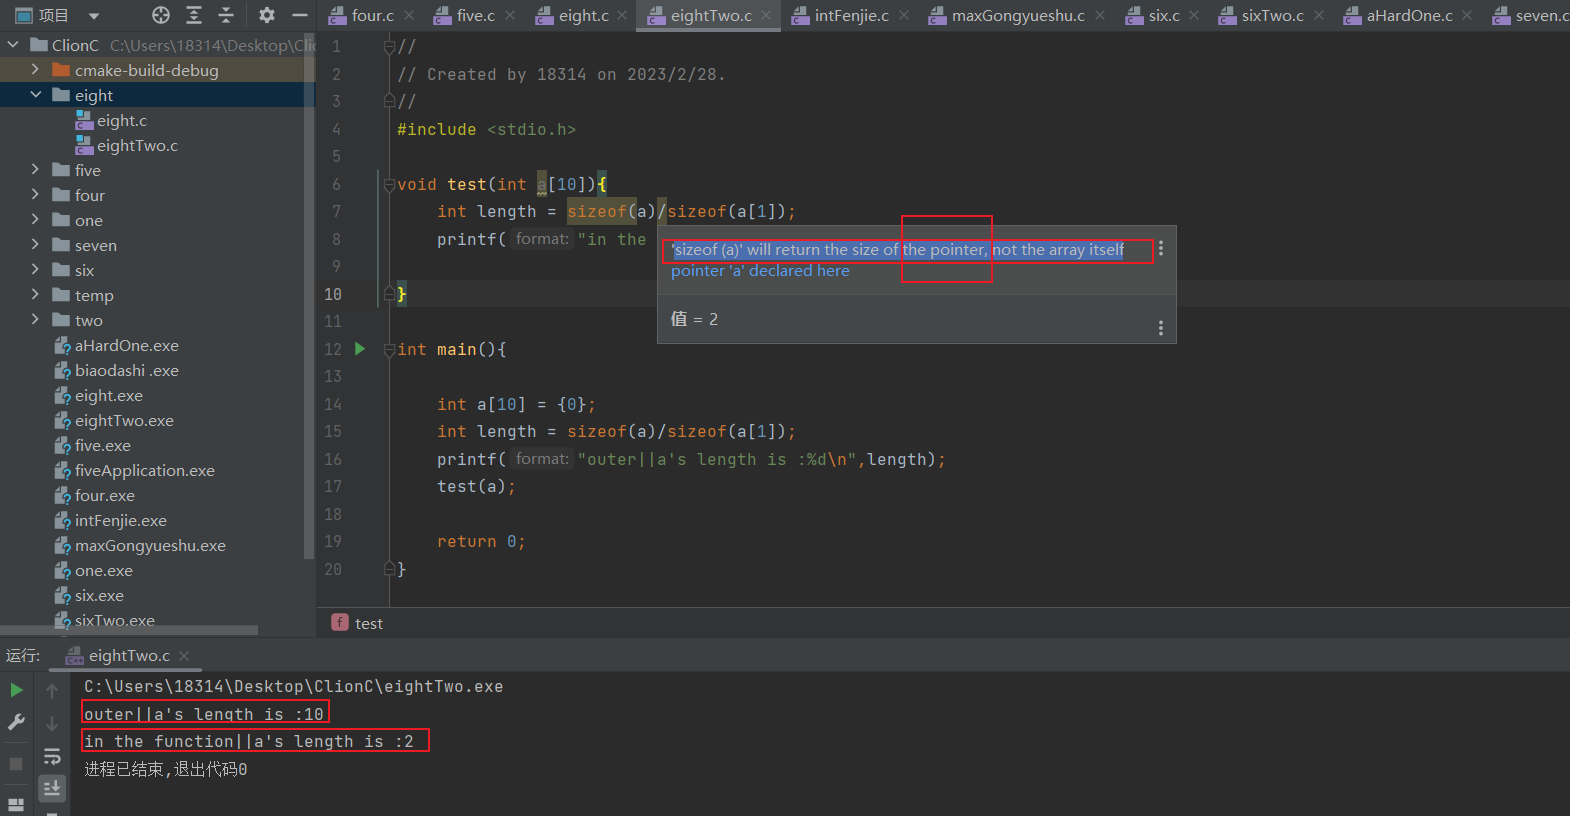 项目
four.c
five.c
eight.c
eightTwo.c
intFenjie.c
maxGongyueshu.c
six.c
sixTwo.c
aHardOne.c
seven.c
ClionC C:\Users\18314\Desktop\Clic
cmake-build-debug
eight
eight.c
eightTwo.c
five
four
one
seven
six
temp
two
aHardOne.exe
biaodashi .exe
eight.exe
eightTwo.exe
five.exe
fiveApplication.exe
four.exe
intFenjie.exe
maxGongyueshu.exe
one.exe
six.exe
sixTwo.exe
1 //
2 // Created by 18314 on 2023/2/28.
3 //
4 #include <stdio.h>
5
6 void test(int a[10]){
7 int length = sizeof(a)/sizeof(a[1]);
8 printf( format: "in the
9
10 }
11
12 int main(){
13
14 int a[10] = {0};
15 int length = sizeof(a)/sizeof(a[1]);
16 printf( format: "outer||a's length is :%d\n",length);
17 test(a);
18
19 return 0;
20 }
'sizeof (a)' will return the size of the pointer, not the array itself
pointer 'a' declared here
值 = 2
f test
运行: eightTwo.c
C:\Users\18314\Desktop\ClionC\eightTwo.exe
outer||a's length is :10
in the function||a's length is :2
进程已结束,退出代码0